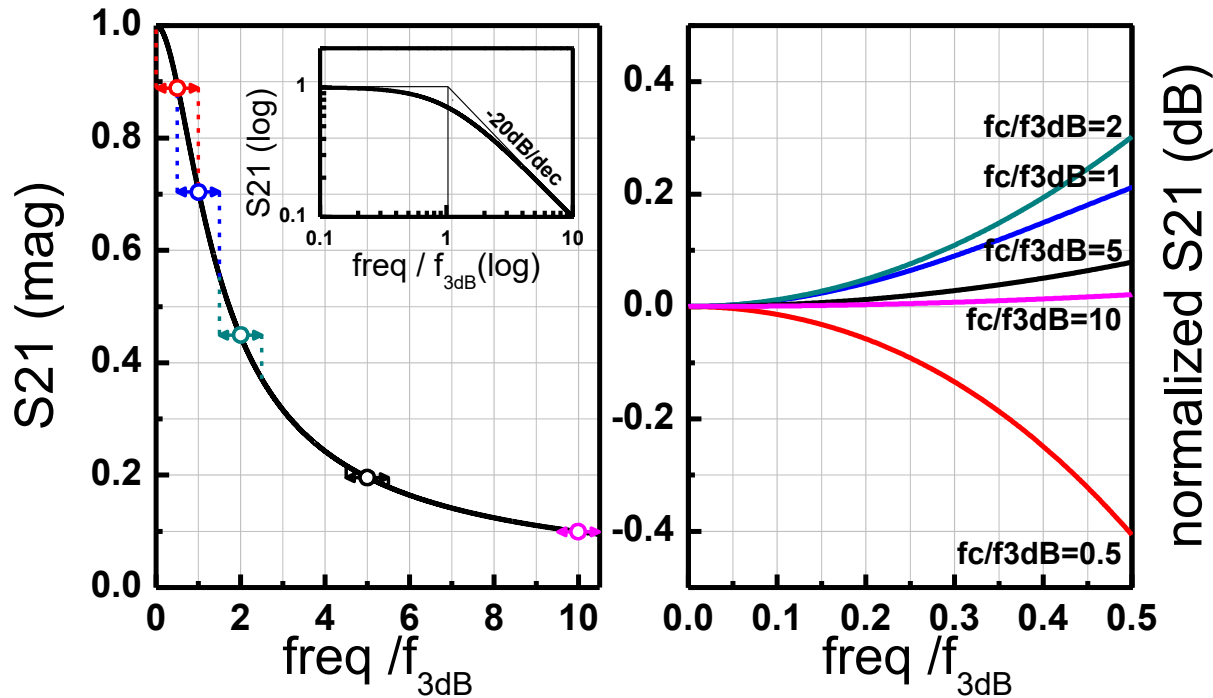 S21 (mag)
1.0
0.8
0.6
0.4
0.2
0.0
0 2 4 6 8 10
freq /f3dB
S21 (log)
1
0.1
-20dB/dec
0.1 1 10
freq / f3dB(log)
0.4
0.2
0.0
-0.2
-0.4
fc/f3dB=2
fc/f3dB=1
fc/f3dB=5
fc/f3dB=10
fc/f3dB=0.5
0.0 0.1 0.2 0.3 0.4 0.5
freq /f3dB
normalized S21 (dB)